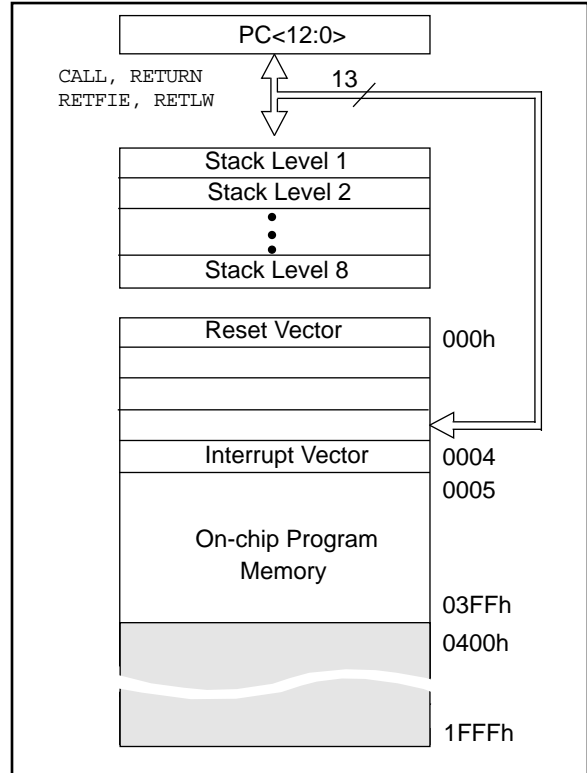 PC<12:0>
CALL, RETURN
RETFIE, RETLW
13
Stack Level 1
Stack Level 2
Stack Level 8
Reset Vector
000h
Interrupt Vector
0004
0005
On-chip Program
Memory
03FFh
0400h
1FFFh